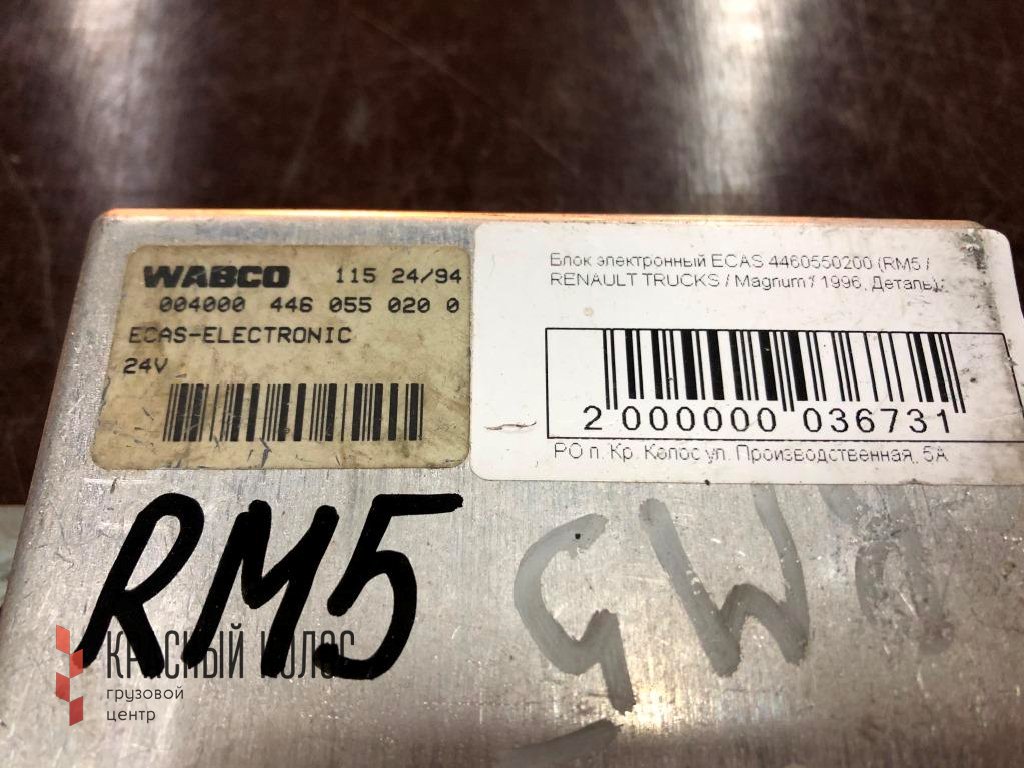 WABCO 115 24/94
004000 446 055 020 0
ECAS-ELECTRONIC
24V
Блок электронный ECAS 4460550200 (RM5 /
RENAULT TRUCKS / Magnum / 1996, Деталь):
2 000000 036731
РО п. Кр. Колос ул. Производственная, 5А
RM5
GW
КРАСНЫЙ КОЛОС
грузовой
центр